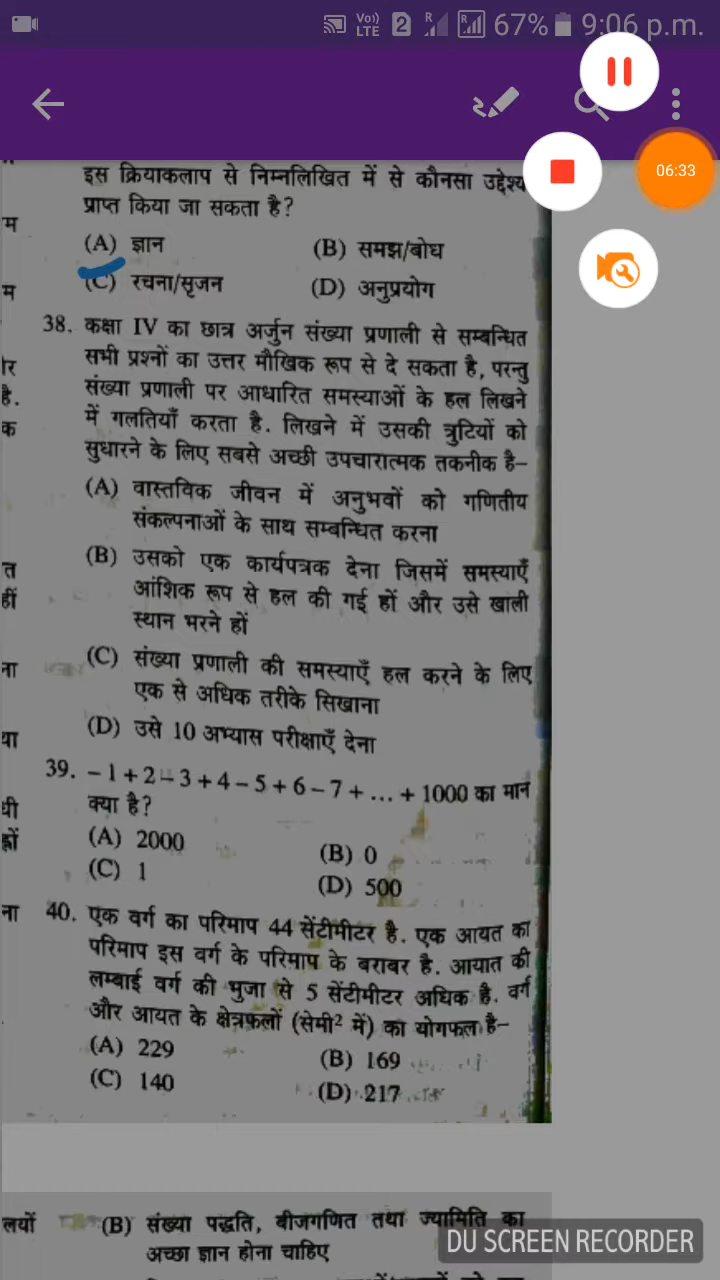 Vo)) LTE 2 R R 67% 9:06 p.m.
06:33
इस क्रियाकलाप से निम्नलिखित में से कौनसा उद्देश्य
प्राप्त किया जा सकता है?
म
(A) ज्ञान (B) समझ/बोध
म
(C) रचना/सृजन (D) अनुप्रयोग
38. कक्षा IV का छात्र अर्जुन संख्या प्रणाली से सम्बन्धित
सभी प्रश्नों का उत्तर मौखिक रूप से दे सकता है, परन्तु
संख्या प्रणाली पर आधारित समस्याओं के हल लिखने
है.
में गलतियाँ करता है. लिखने में उसकी त्रुटियों को
क
सुधारने के लिए सबसे अच्छी उपचारात्मक तकनीक है–
(A) वास्तविक जीवन में अनुभवों को गणितीय
संकल्पनाओं के साथ सम्बन्धित करना
त
(B) उसको एक कार्यपत्रक देना जिसमें समस्याएँ
हीं
आंशिक रूप से हल की गई हों और उसे खाली
स्थान भरने हों
ना
(C) संख्या प्रणाली की समस्याएँ हल करने के लिए
एक से अधिक तरीके सिखाना
या
(D) उसे 10 अभ्यास परीक्षाएँ देना
39. – 1 + 2 – 3 + 4 – 5 + 6 – 7 + ... + 1000 का मान
धी
क्या है?
(A) 2000 (B) 0
(C) 1 (D) 500
ना
40. एक वर्ग का परिमाप 44 सेंटीमीटर है. एक आयत का
परिमाप इस वर्ग के परिमाप के बराबर है. आयात की
लम्बाई वर्ग की भुजा से 5 सेंटीमीटर अधिक है. वर्ग
और आयत के क्षेत्रफलों (सेमी² में) का योगफल है–
(A) 229 (B) 169
(C) 140 (D) 217
लयों
(B) संख्या पद्धति, बीजगणित तथा ज्यामिति का
अच्छा ज्ञान होना चाहिए
DU SCREEN RECORDER